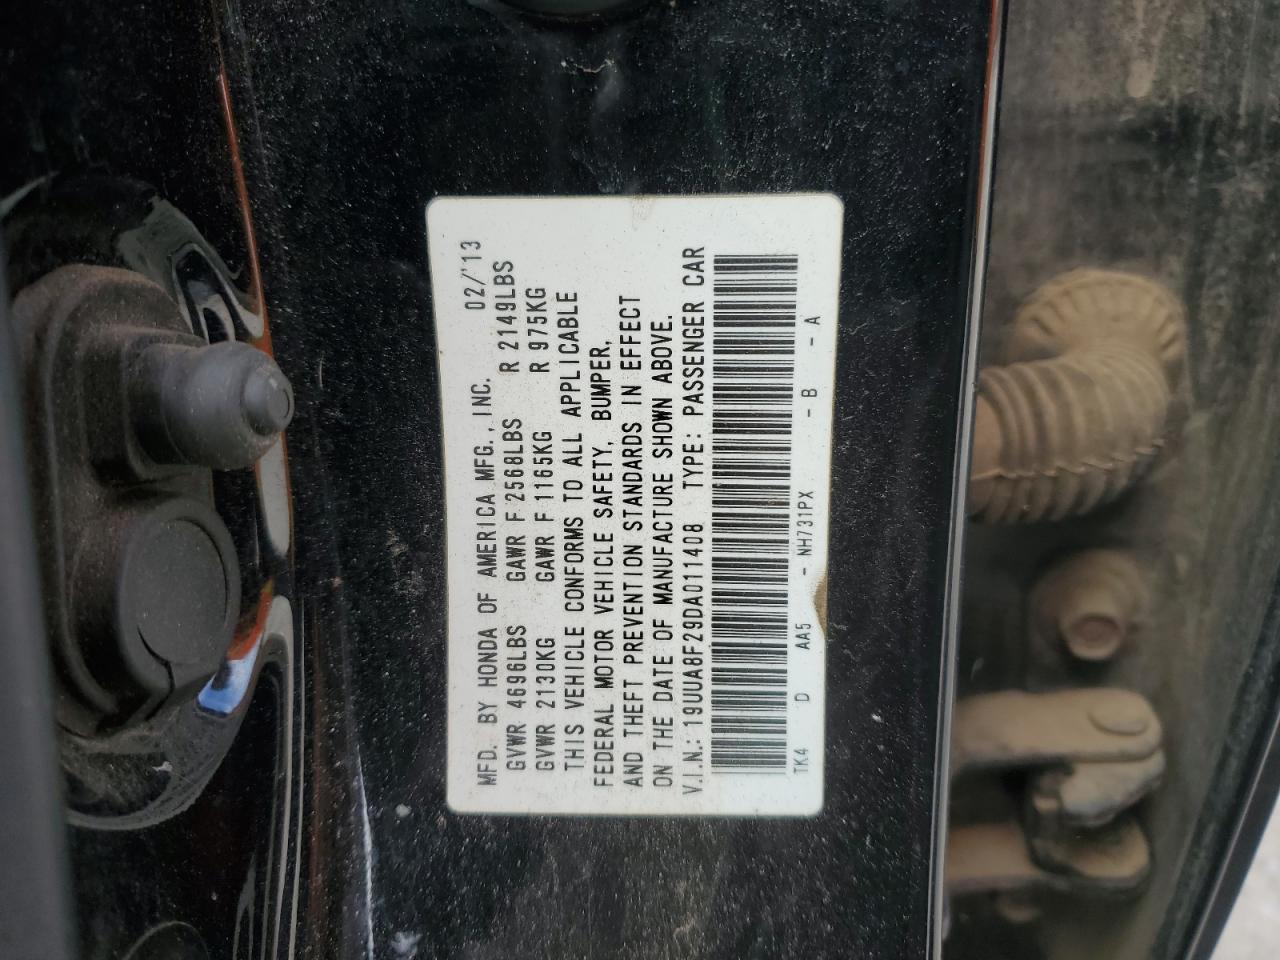 MFD. BY HONDA OF AMERICA MFG.,INC. 02/'13
GVWR 4696LBS GAWR F 2568LBS R 2149LBS
GVWR 2130KG GAWR F 1165KG R 975KG
THIS VEHICLE CONFORMS TO ALL APPLICABLE
FEDERAL MOTOR VEHICLE SAFETY, BUMPER,
AND THEFT PREVENTION STANDARDS IN EFFECT
ON THE DATE OF MANUFACTURE SHOWN ABOVE.
V.I.N.: 19UUA8F29DA011408 TYPE: PASSENGER CAR
TK4 D AA5 - NH731PX - B - A